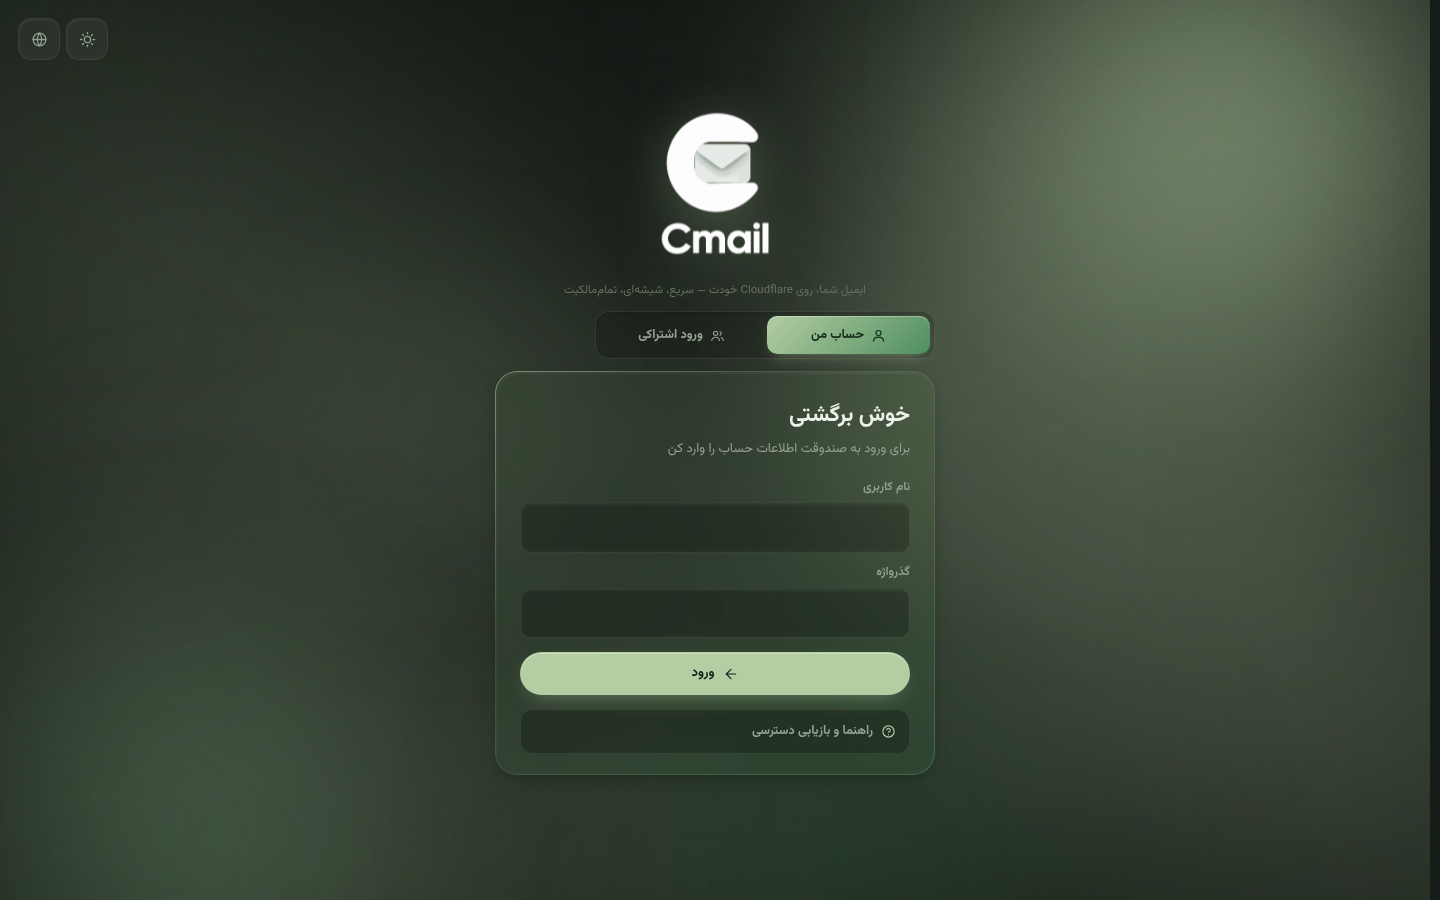 Cmail
ایمیل شما، روی Cloudflare خودت — سریع، شیشه‌ای، تمام‌مالکیت
حساب من
ورود اشتراکی
خوش برگشتی
برای ورود به صندوقت اطلاعات حساب را وارد کن
نام کاربری
گذرواژه
ورود
راهنما و بازیابی دسترسی